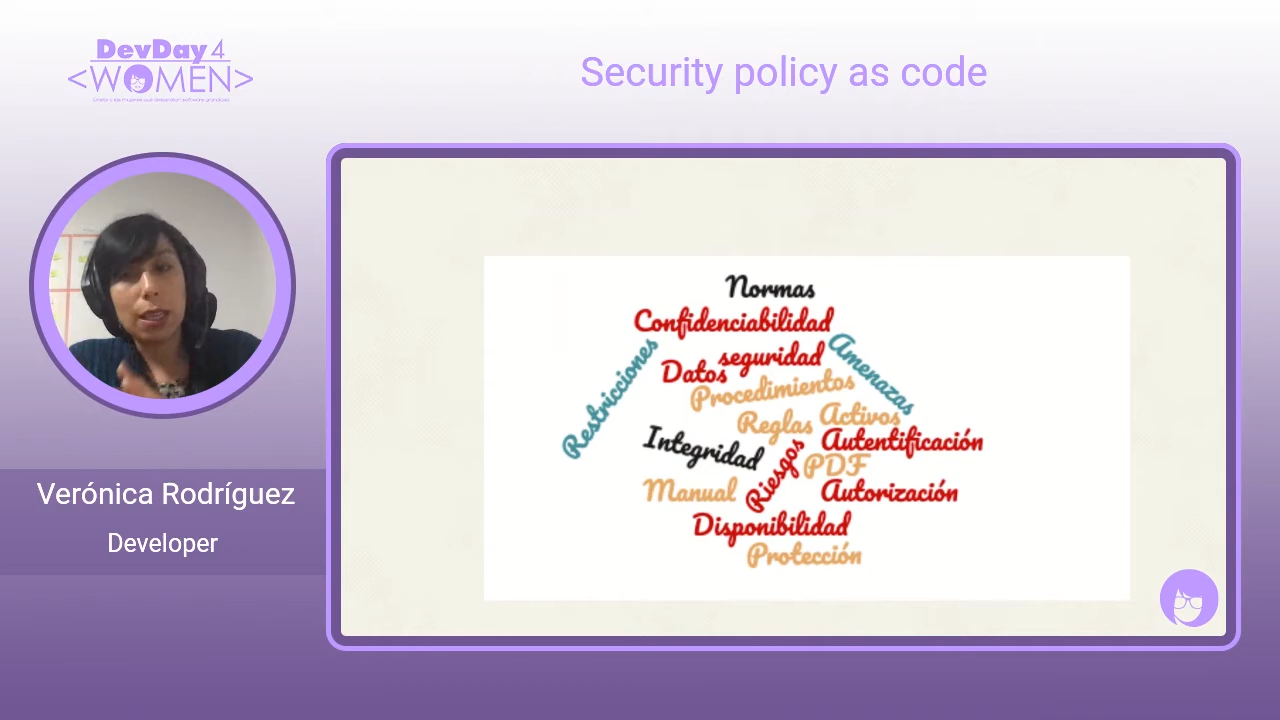 DevDay4
<WOMEN>
Security policy as code
Verónica Rodríguez
Developer
Normas
Confidenciabilidad
Restricciones
Amenazas
seguridad
Datos
Procedimientos
Reglas
Activos
Integridad
Autentificación
Riesgos
PDF
Manual
Autorización
Disponibilidad
Protección